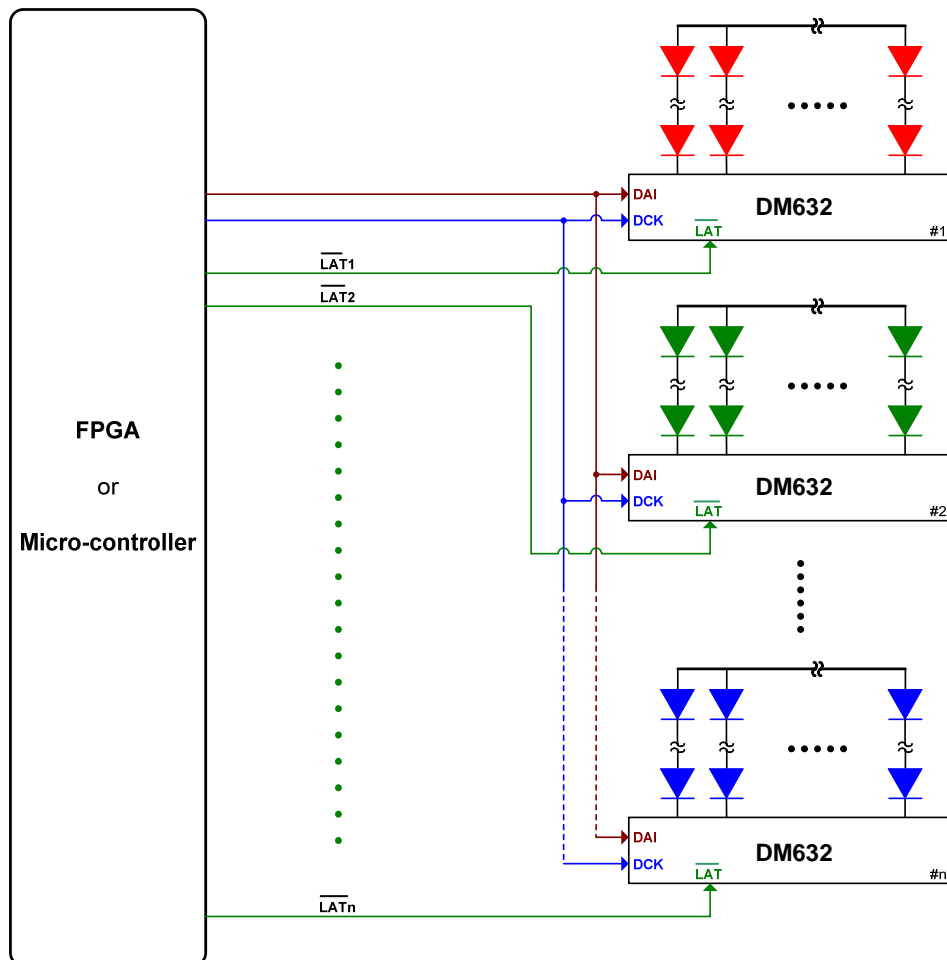 DAI
DM632
DCK
LAT
#1
LAT1
LAT2
FPGA
or
Micro-controller
DAI
DM632
DCK
LAT
#2
DAI
DM632
DCK
LAT
#n
LATn